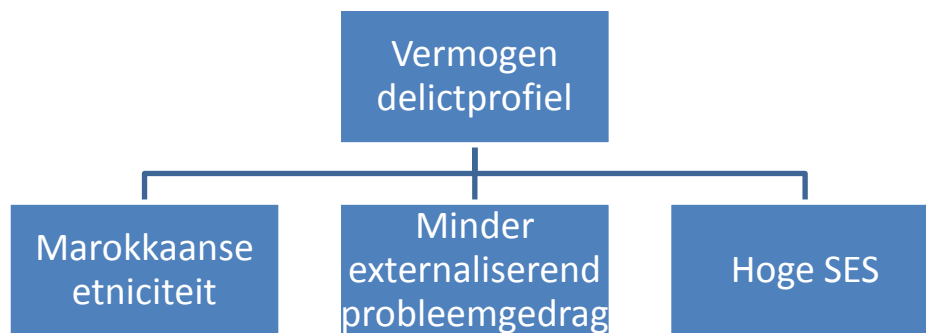 Vermogen
delictprofiel
Marokkaanse
etniciteit
Minder
externaliserend
probleemgedrag
Hoge SES